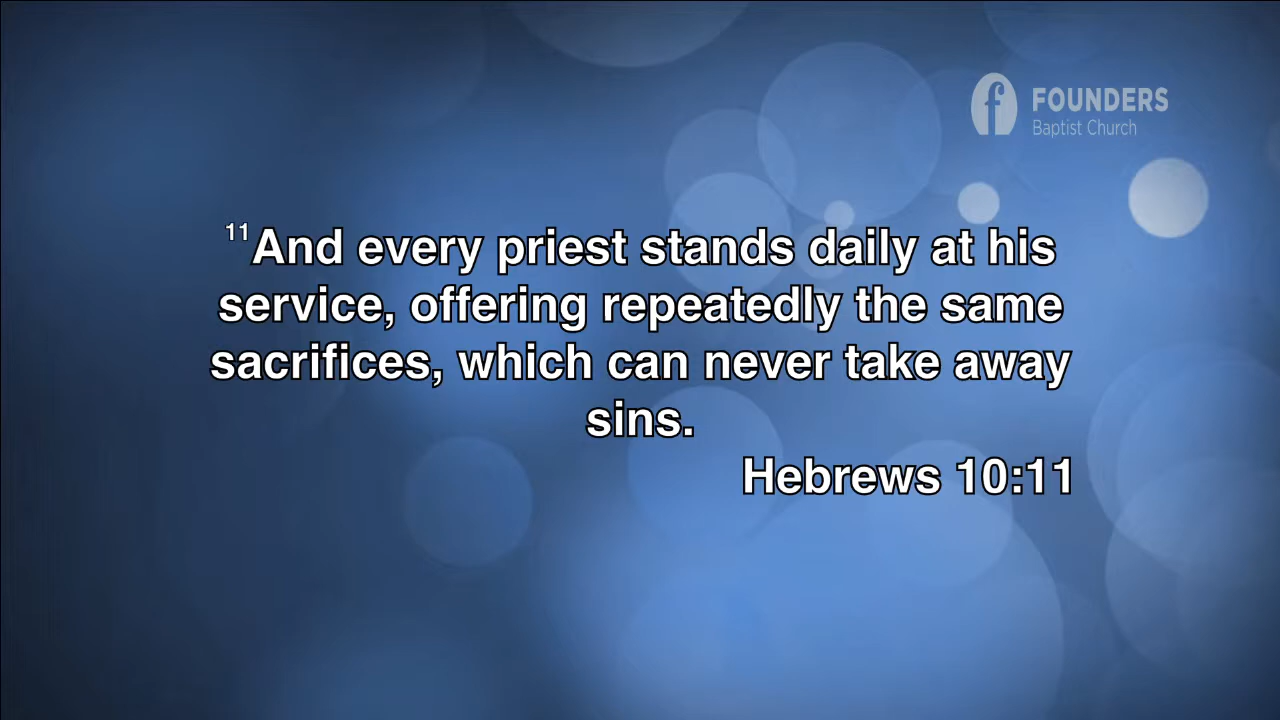 FOUNDERS
Baptist Church
11And every priest stands daily at his
service, offering repeatedly the same
sacrifices, which can never take away
sins.
Hebrews 10:11